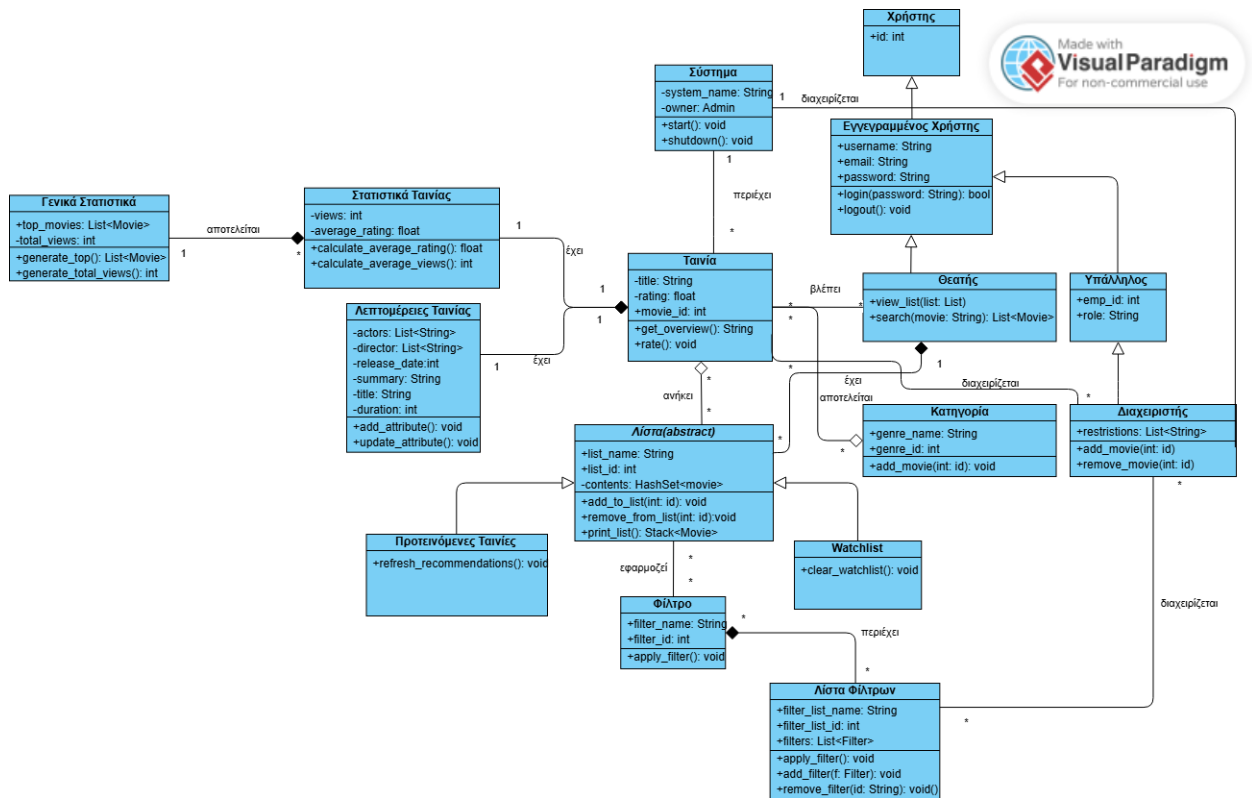 Χρήστης
+id: int
Made with
Visual Paradigm
For non-commercial use
Σύστημα
-system_name: String
-owner: Admin
+start(): void
+shutdown(): void
1
διαχειρίζεται
1
περιέχει
*
Εγγεγραμμένος Χρήστης
+username: String
+email: String
+password: String
+login(password: String): bool
+logout(): void
Γενικά Στατιστικά
+top_movies: List<Movie>
-total_views: int
+generate_top(): List<Movie>
+generate_total_views(): int
αποτελείται
1
*
Στατιστικά Ταινίας
-views: int
-average_rating: float
+calculate_average_rating(): float
+calculate_average_views(): int
1
έχει
1
1
Ταινία
-title: String
-rating: float
+movie_id: int
+get_overview(): String
+rate(): void
βλέπει
*
*
*
Θεατής
+view_list(list: List)
+search(movie: String): List<Movie>
Υπάλληλος
+emp_id: int
+role: String
Λεπτομέρειες Ταινίας
-actors: List<String>
-director: List<String>
-release_date:int
-summary: String
-title: String
-duration: int
+add_attribute(): void
+update_attribute(): void
έχει
1
*
ανήκει
*
*
1
έχει
αποτελείται
*
*
διαχειρίζεται
*
Κατηγορία
+genre_name: String
+genre_id: int
+add_movie(int: id): void
Διαχειριστής
+restristions: List<String>
+add_movie(int: id)
+remove_movie(int: id)
*
Λίστα(abstract)
+list_name: String
+list_id: int
-contents: HashSet<movie>
+add_to_list(int: id): void
+remove_from_list(int: id):void
+print_list(): Stack<Movie>
Προτεινόμενες Ταινίες
+refresh_recommendations(): void
Watchlist
+clear_watchlist(): void
*
εφαρμοζεί
*
Φίλτρο
+filter_name: String
+filter_id: int
+apply_filter(): void
*
περιέχει
*
διαχειρίζεται
Λίστα Φίλτρων
+filter_list_name: String
+filter_list_id: int
+filters: List<Filter>
+apply_filter(): void
+add_filter(f: Filter): void
+remove_filter(id: String): void()
*